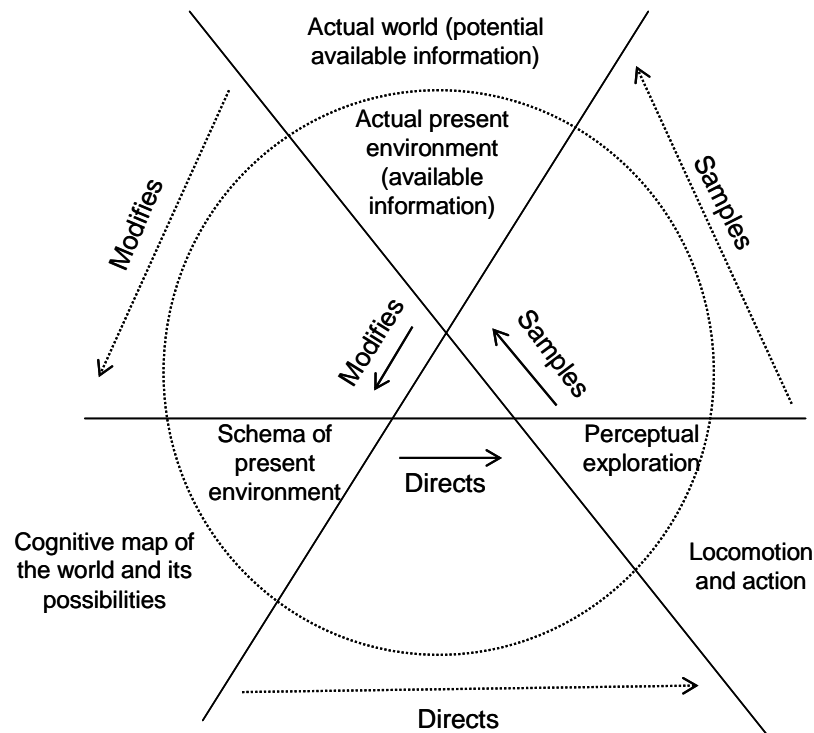 Actual world (potential
available information)
Actual present
environment
(available
information)
Modifies
Samples
Modifies
Samples
Schema of
present
environment
Perceptual
exploration
Directs
Cognitive map of
the world and its
possibilities
Locomotion
and action
Directs